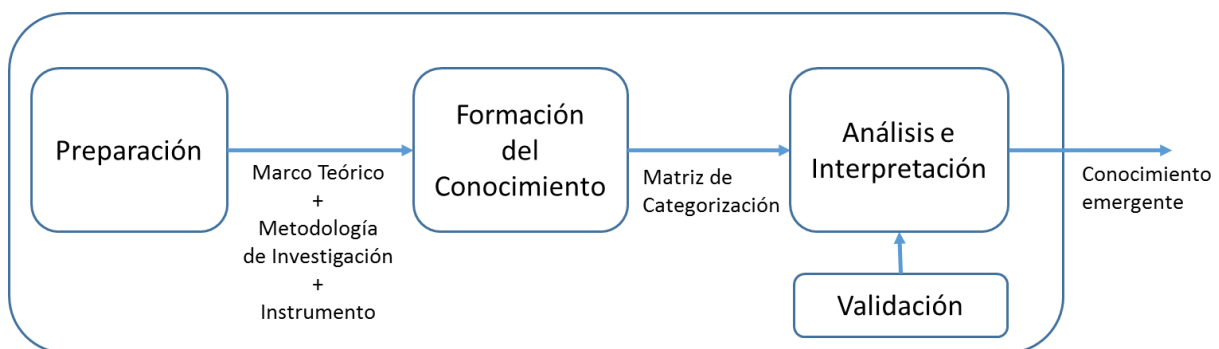 Preparación
Marco Teórico
+
Metodología
de Investigación
+
Instrumento
Formación
del
Conocimiento
Matriz de
Categorización
Análisis e
Interpretación
Validación
Conocimiento
emergente